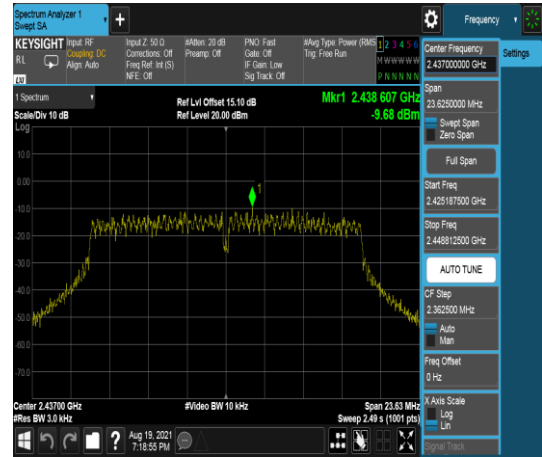 Spectrum Analyzer 1
Swept SA
+
Frequency
KEYSIGHT
RL
LXI
Input: RF
Coupling: DC
Align: Auto
Input Z: 50 Ω
Corrections: Off
Freq Ref: Int (S)
NFE: Off
#Atten: 20 dB
Preamp: Off
PNO: Fast
Gate: Off
IF Gain: Low
Sig Track: Off
#Avg Type: Power (RMS
Trig: Free Run
1 2 3 4 5 6
M W W W W W
P N N N N N
Center Frequency
2.437000000 GHz
Settings
Span
23.6250000 MHz
Swept Span
Zero Span
Full Span
Start Freq
2.425187500 GHz
Stop Freq
2.448812500 GHz
AUTO TUNE
CF Step
2.362500 MHz
Auto
Man
Freq Offset
0 Hz
X Axis Scale
Log
Lin
Signal Track
1 Spectrum
Scale/Div 10 dB
Log
Ref Lvl Offset 15.10 dB
Ref Level 20.00 dBm
Mkr1 2.438 607 GHz
-9.68 dBm
10.0
0.00
-10.0
-20.0
-30.0
-40.0
-50.0
-60.0
-70.0
1
Center 2.43700 GHz
#Res BW 3.0 kHz
#Video BW 10 kHz
Span 23.63 MHz
Sweep 2.49 s (1001 pts)
?
Aug 19, 2021
7:18:55 PM